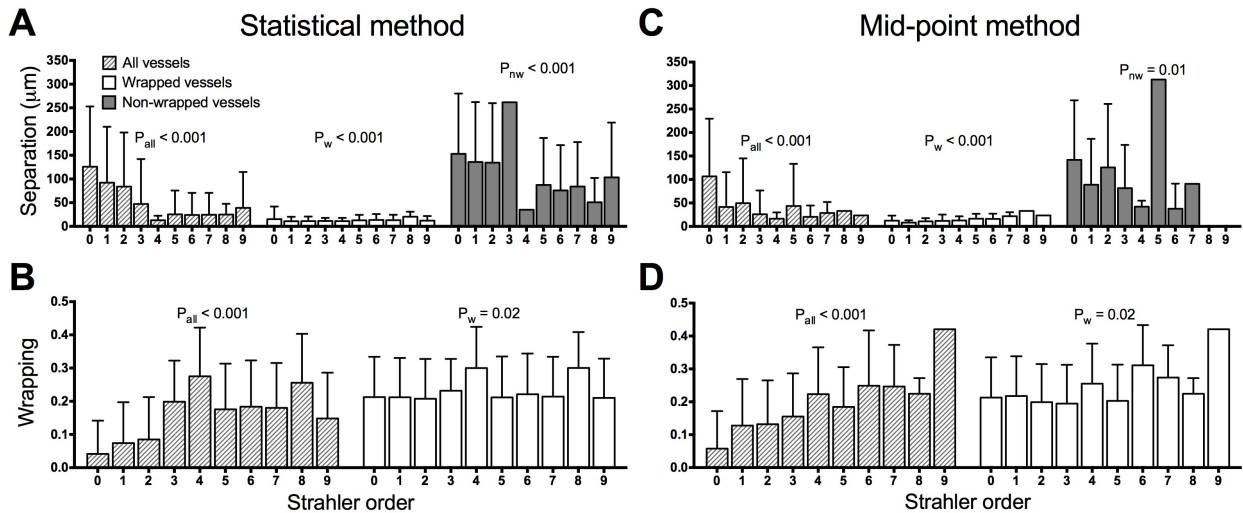 A
Statistical method
Separation (μm)
350
300
250
200
150
100
50
0
All vessels
Wrapped vessels
Non-wrapped vessels
Pall < 0.001
Pw < 0.001
Pnw < 0.001
0 1 2 3 4 5 6 7 8 9 0 1 2 3 4 5 6 7 8 9 0 1 2 3 4 5 6 7 8 9
B
Wrapping
0.5
0.4
0.3
0.2
0.1
0.0
Pall < 0.001
Pw = 0.02
0 1 2 3 4 5 6 7 8 9 0 1 2 3 4 5 6 7 8 9
Strahler order
C
Mid-point method
350
300
250
200
150
100
50
0
Pall < 0.001
Pw < 0.001
Pnw = 0.01
0 1 2 3 4 5 6 7 8 9 0 1 2 3 4 5 6 7 8 9 0 1 2 3 4 5 6 7 8 9
D
0.5
0.4
0.3
0.2
0.1
0.0
Pall < 0.001
Pw = 0.02
0 1 2 3 4 5 6 7 8 9 0 1 2 3 4 5 6 7 8 9
Strahler order